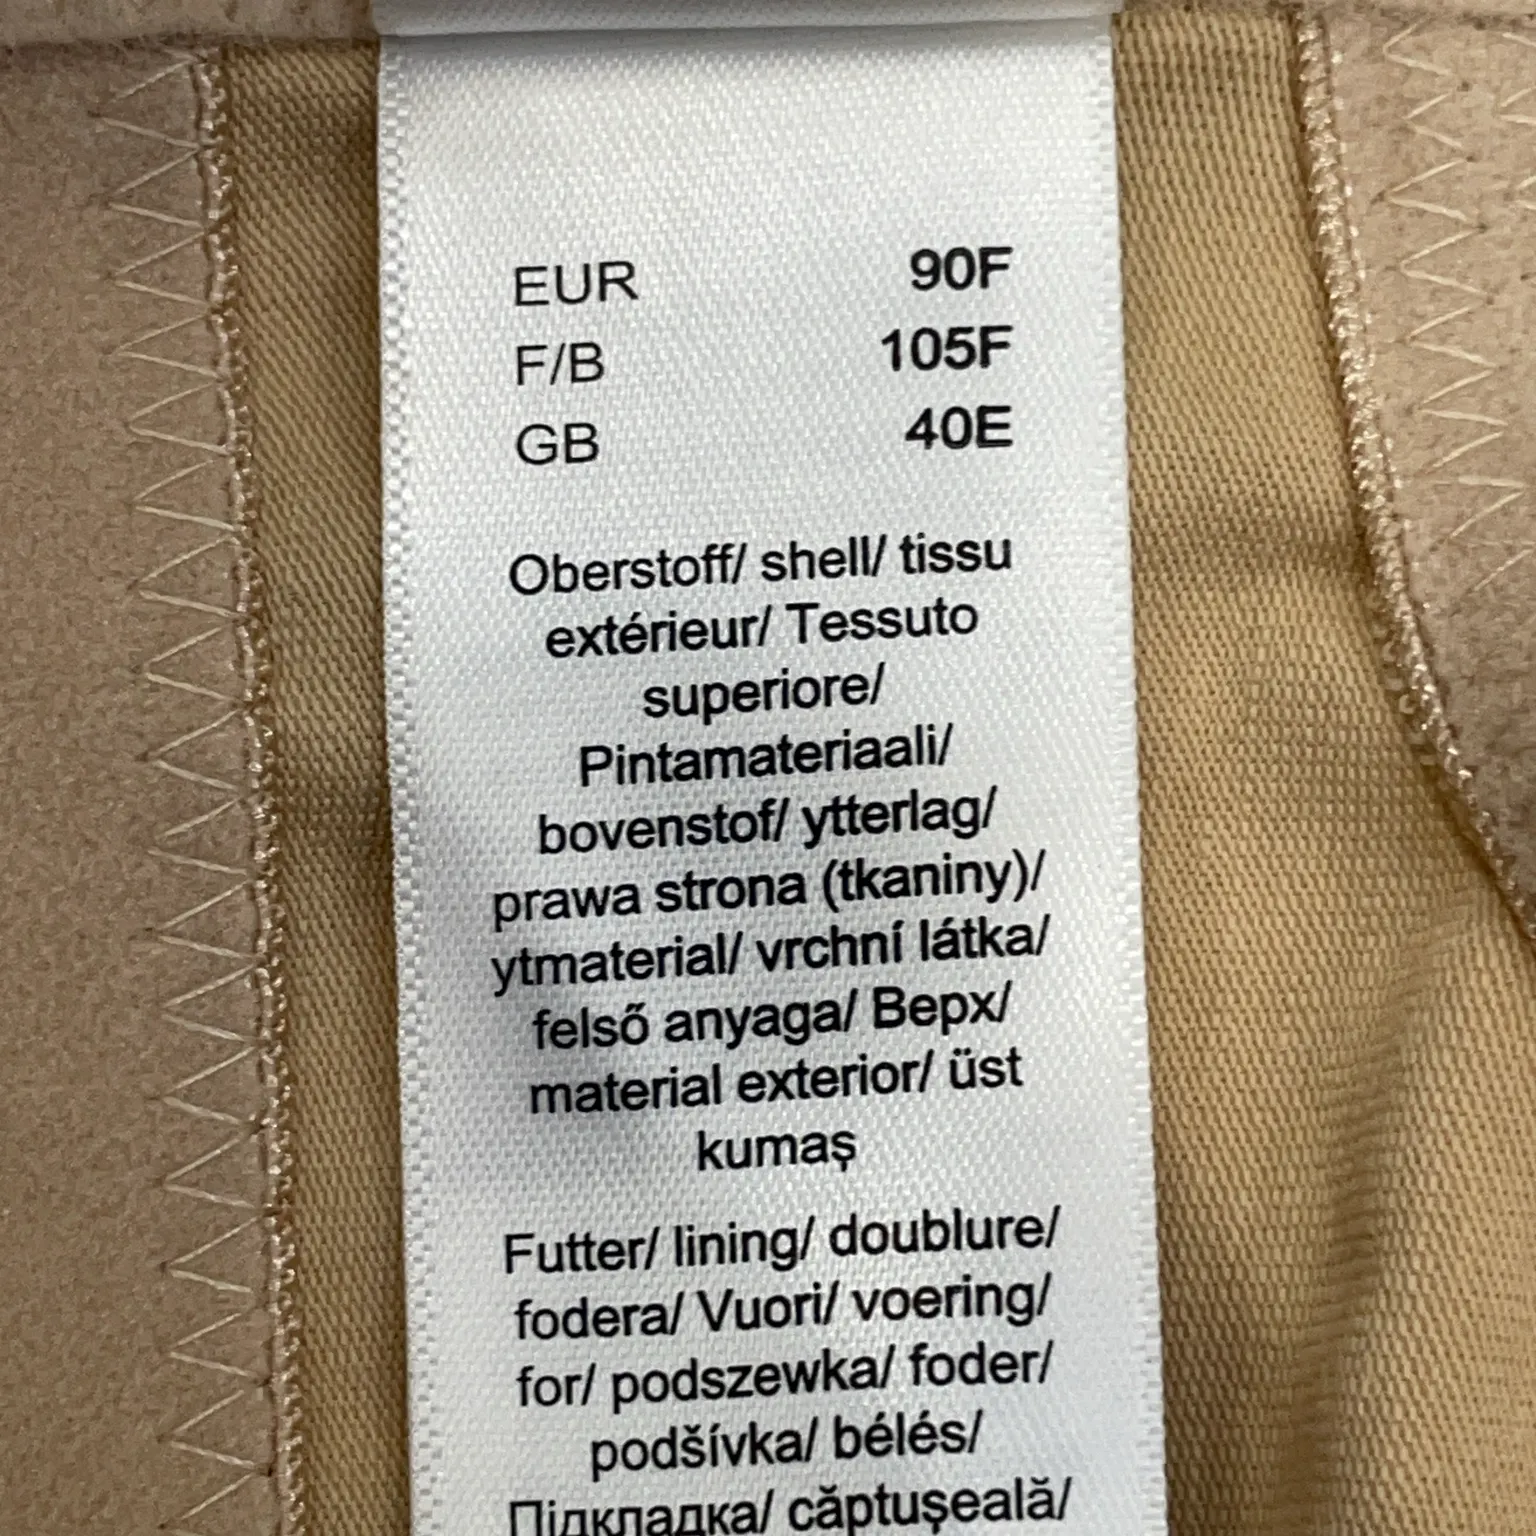 EUR 90F
F/B 105F
GB 40E
Oberstoff/ shell/ tissu
extérieur/ Tessuto
superiore/
Pintamateriaali/
bovenstof/ ytterlag/
prawa strona (tkaniny)/
ytmaterial/ vrchní látka/
felső anyaga/ Верх/
material exterior/ üst
kumaş
Futter/ lining/ doublure/
fodera/ Vuori/ voering/
for/ podszewka/ foder/
podšívka/ bélés/
Підкладка/ căptușeală/